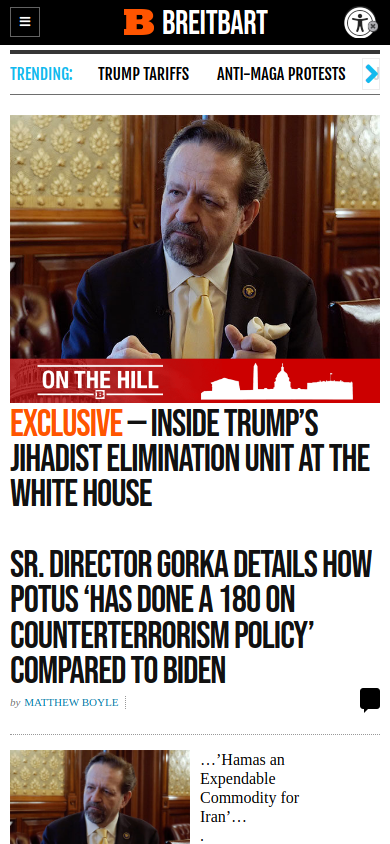 BREITBART
TRENDING:
TRUMP TARIFFS
ANTI-MAGA PROTESTS
ON THE HILL
EXCLUSIVE – INSIDE TRUMP’S
JIHADIST ELIMINATION UNIT AT THE
WHITE HOUSE
SR. DIRECTOR GORKA DETAILS HOW
POTUS ‘HAS DONE A 180 ON
COUNTERTERRORISM POLICY’
COMPARED TO BIDEN
by MATTHEW BOYLE
…’Hamas an
Expendable
Commodity for
Iran’…
.